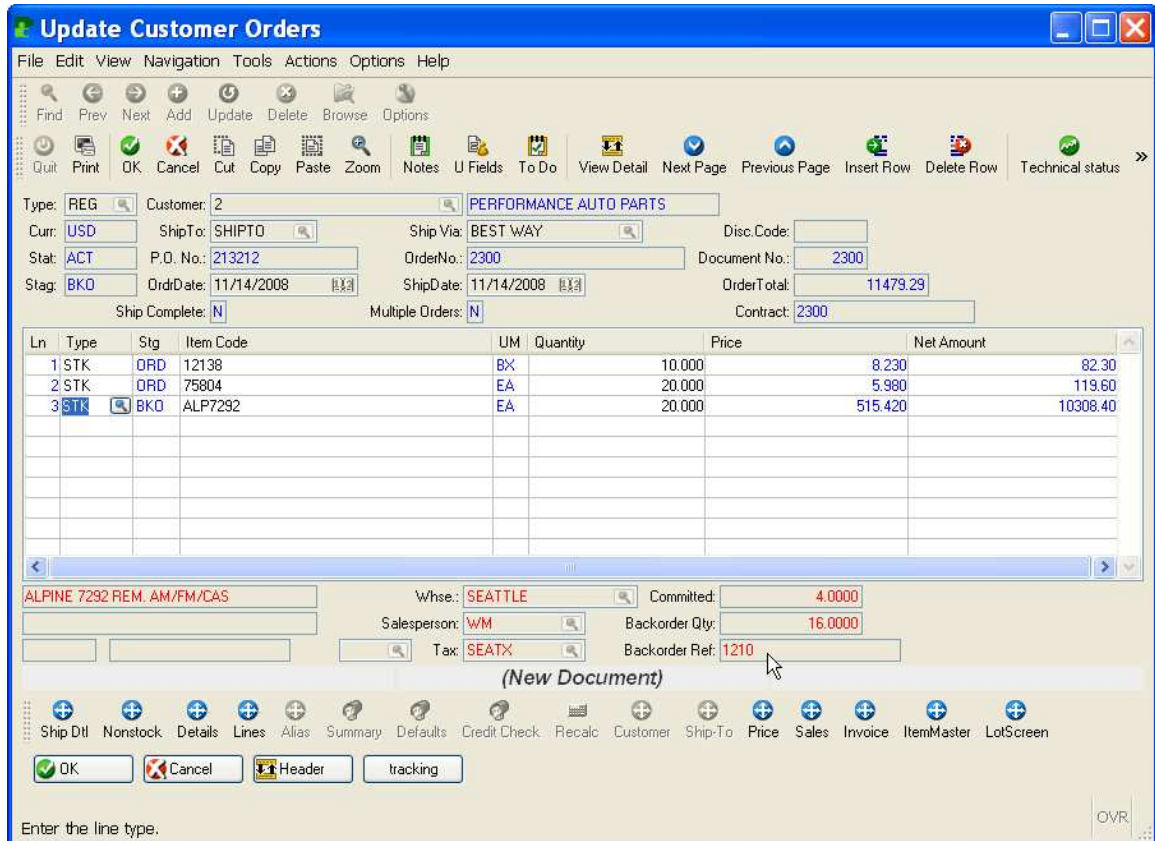 Update Customer Orders
File Edit View Navigation Tools Actions Options Help
Find Prev Next Add Update Delete Browse Options
Quit Print OK Cancel Cut Copy Paste Zoom Notes U Fields To Do View Detail Next Page Previous Page Insert Row Delete Row Technical status »
Type: REG Customer: 2 PERFORMANCE AUTO PARTS
Curr: USD ShipTo: SHIPTO Ship Via: BEST WAY Disc.Code:
Stat: ACT P.O. No.: 213212 OrderNo.: 2300 Document No.: 2300
Stag: BKO OrdrDate: 11/14/2008 ShipDate: 11/14/2008 OrderTotal: 11479.29
Ship Complete: N Multiple Orders: N Contract: 2300
Ln Type Stg Item Code UM Quantity Price Net Amount
1 STK ORD 12138 BX 10.000 8.230 82.30
2 STK ORD 75804 EA 20.000 5.980 119.60
3 STK BKO ALP7292 EA 20.000 515.420 10308.40
ALPINE 7292 REM. AM/FM/CAS Whse.: SEATTLE Committed: 4.0000
Salesperson: WM Backorder Qty: 16.0000
Tax: SEATX Backorder Ref: 1210
(New Document)
Ship Dtl Nonstock Details Lines Alias Summary Defaults Credit Check Recalc Customer Ship-To Price Sales Invoice ItemMaster LotScreen
OK Cancel Header tracking
Enter the line type.
OVR